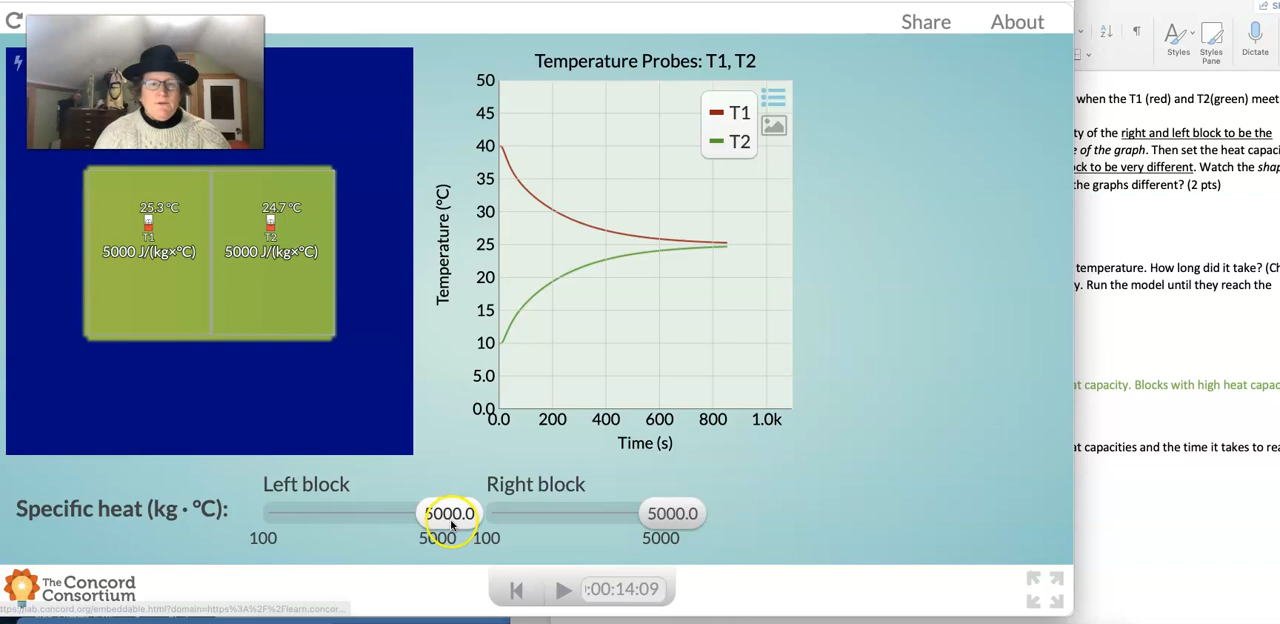 Share
About
Temperature Probes: T1, T2
T1
T2
Temperature (°C)
50
45
40
35
30
25
20
15
10
5.0
0.0
0.0 200 400 600 800 1.0k
Time (s)
25.3 °C
T1
5000 J/(kg×°C)
24.7 °C
T2
5000 J/(kg×°C)
Specific heat (kg · °C):
Left block
5000.0
100
5000
Right block
5000.0
100
5000
The Concord
Consortium
:00:14:09
ttps%3A%2F%2Flearn.concor...
Styles
Styles
Pane
Dictate
when the T1 (red) and T2(green) meet
ty of the right and left block to be the
e of the graph. Then set the heat capaci
ck to be very different. Watch the shap
the graphs different? (2 pts)
temperature. How long did it take? (Ch
y. Run the model until they reach the
at capacity. Blocks with high heat capac
at capacities and the time it takes to rea